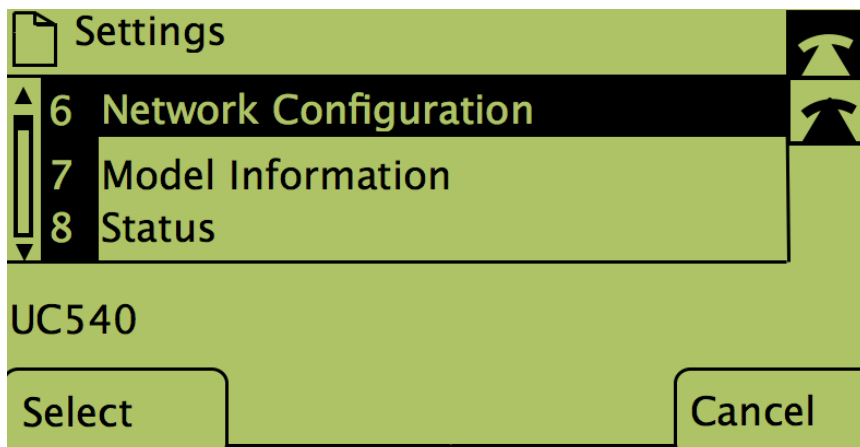 Settings
6 Network Configuration
7 Model Information
8 Status
UC540
Select Cancel